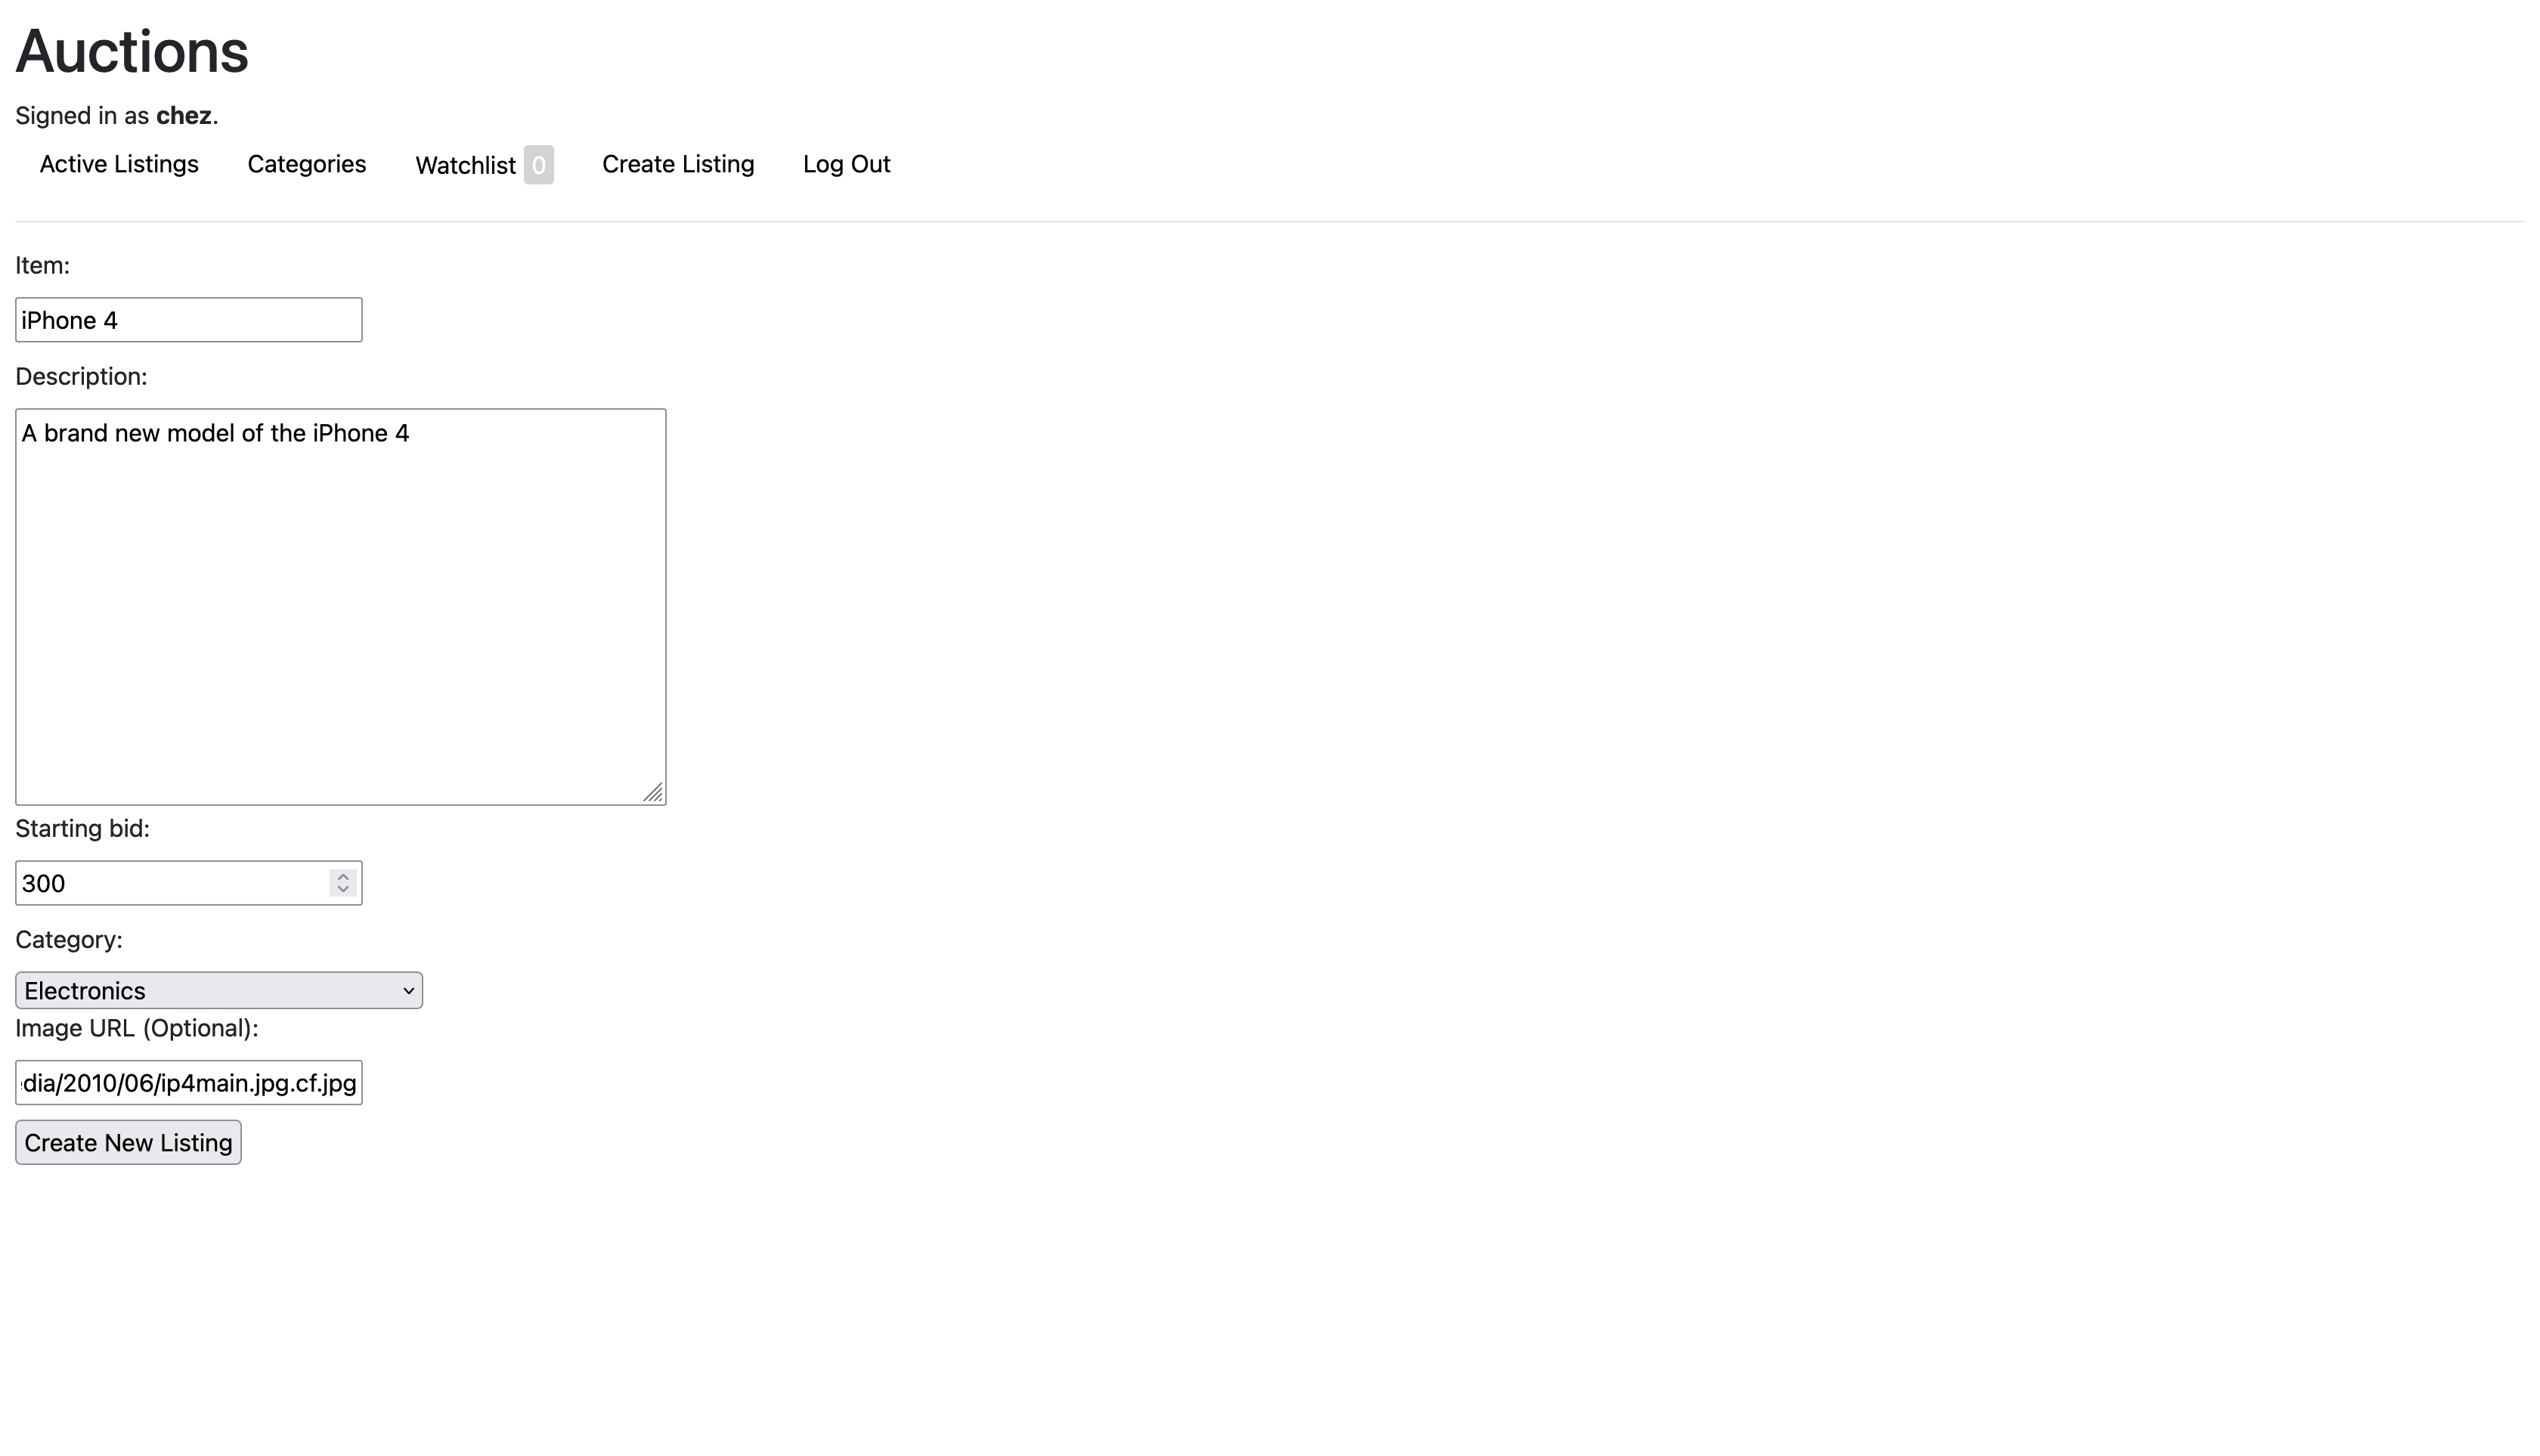 Auctions
Signed in as chez.
Active Listings Categories Watchlist 0 Create Listing Log Out
Item:
iPhone 4
Description:
A brand new model of the iPhone 4
Starting bid:
300
Category:
Electronics
Image URL (Optional):
dia/2010/06/ip4main.jpg.cf.jpg
Create New Listing